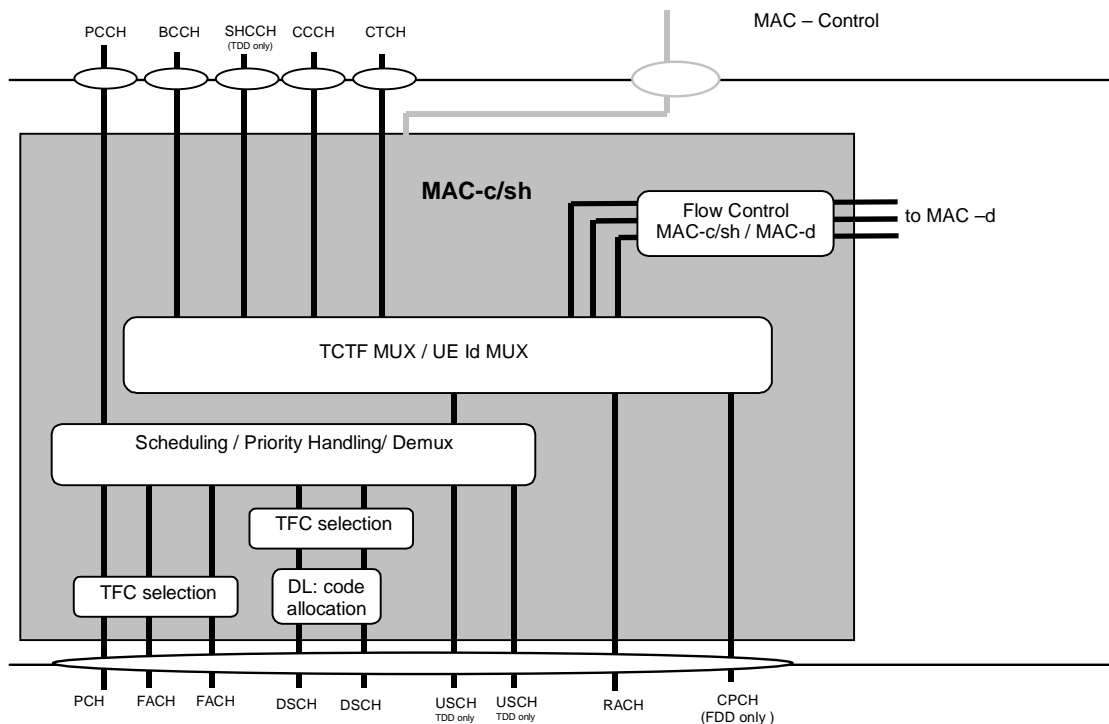 MAC – Control
PCCH BCCH SHCCH CCCH CTCH
(TDD only)
MAC-c/sh
Flow Control
MAC-c/sh / MAC-d
to MAC –d
TCTF MUX / UE Id MUX
Scheduling / Priority Handling/ Demux
TFC selection
TFC selection
DL: code
allocation
PCH FACH FACH DSCH DSCH USCH USCH RACH CPCH
TDD only TDD only (FDD only )